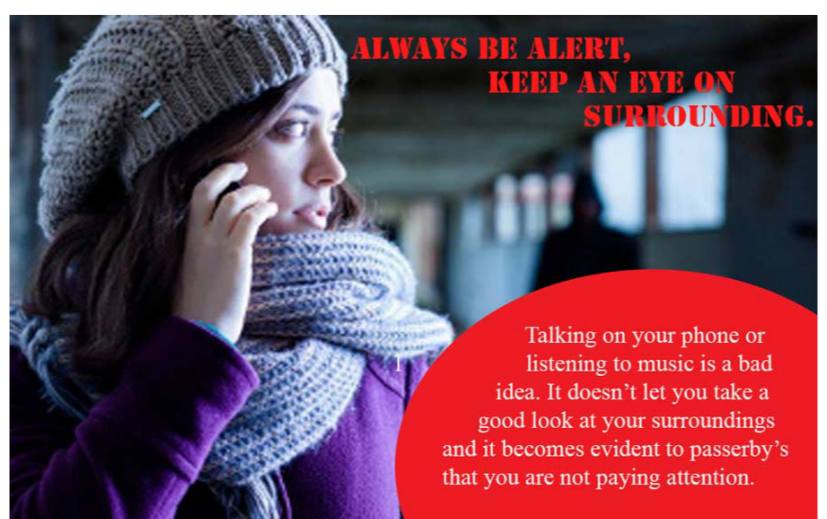 ALWAYS BE ALERT,
KEEP AN EYE ON
SURROUNDING.
Talking on your phone or
1 listening to music is a bad
idea. It doesn't let you take a
good look at your surroundings
and it becomes evident to passerby's
that you are not paying attention.